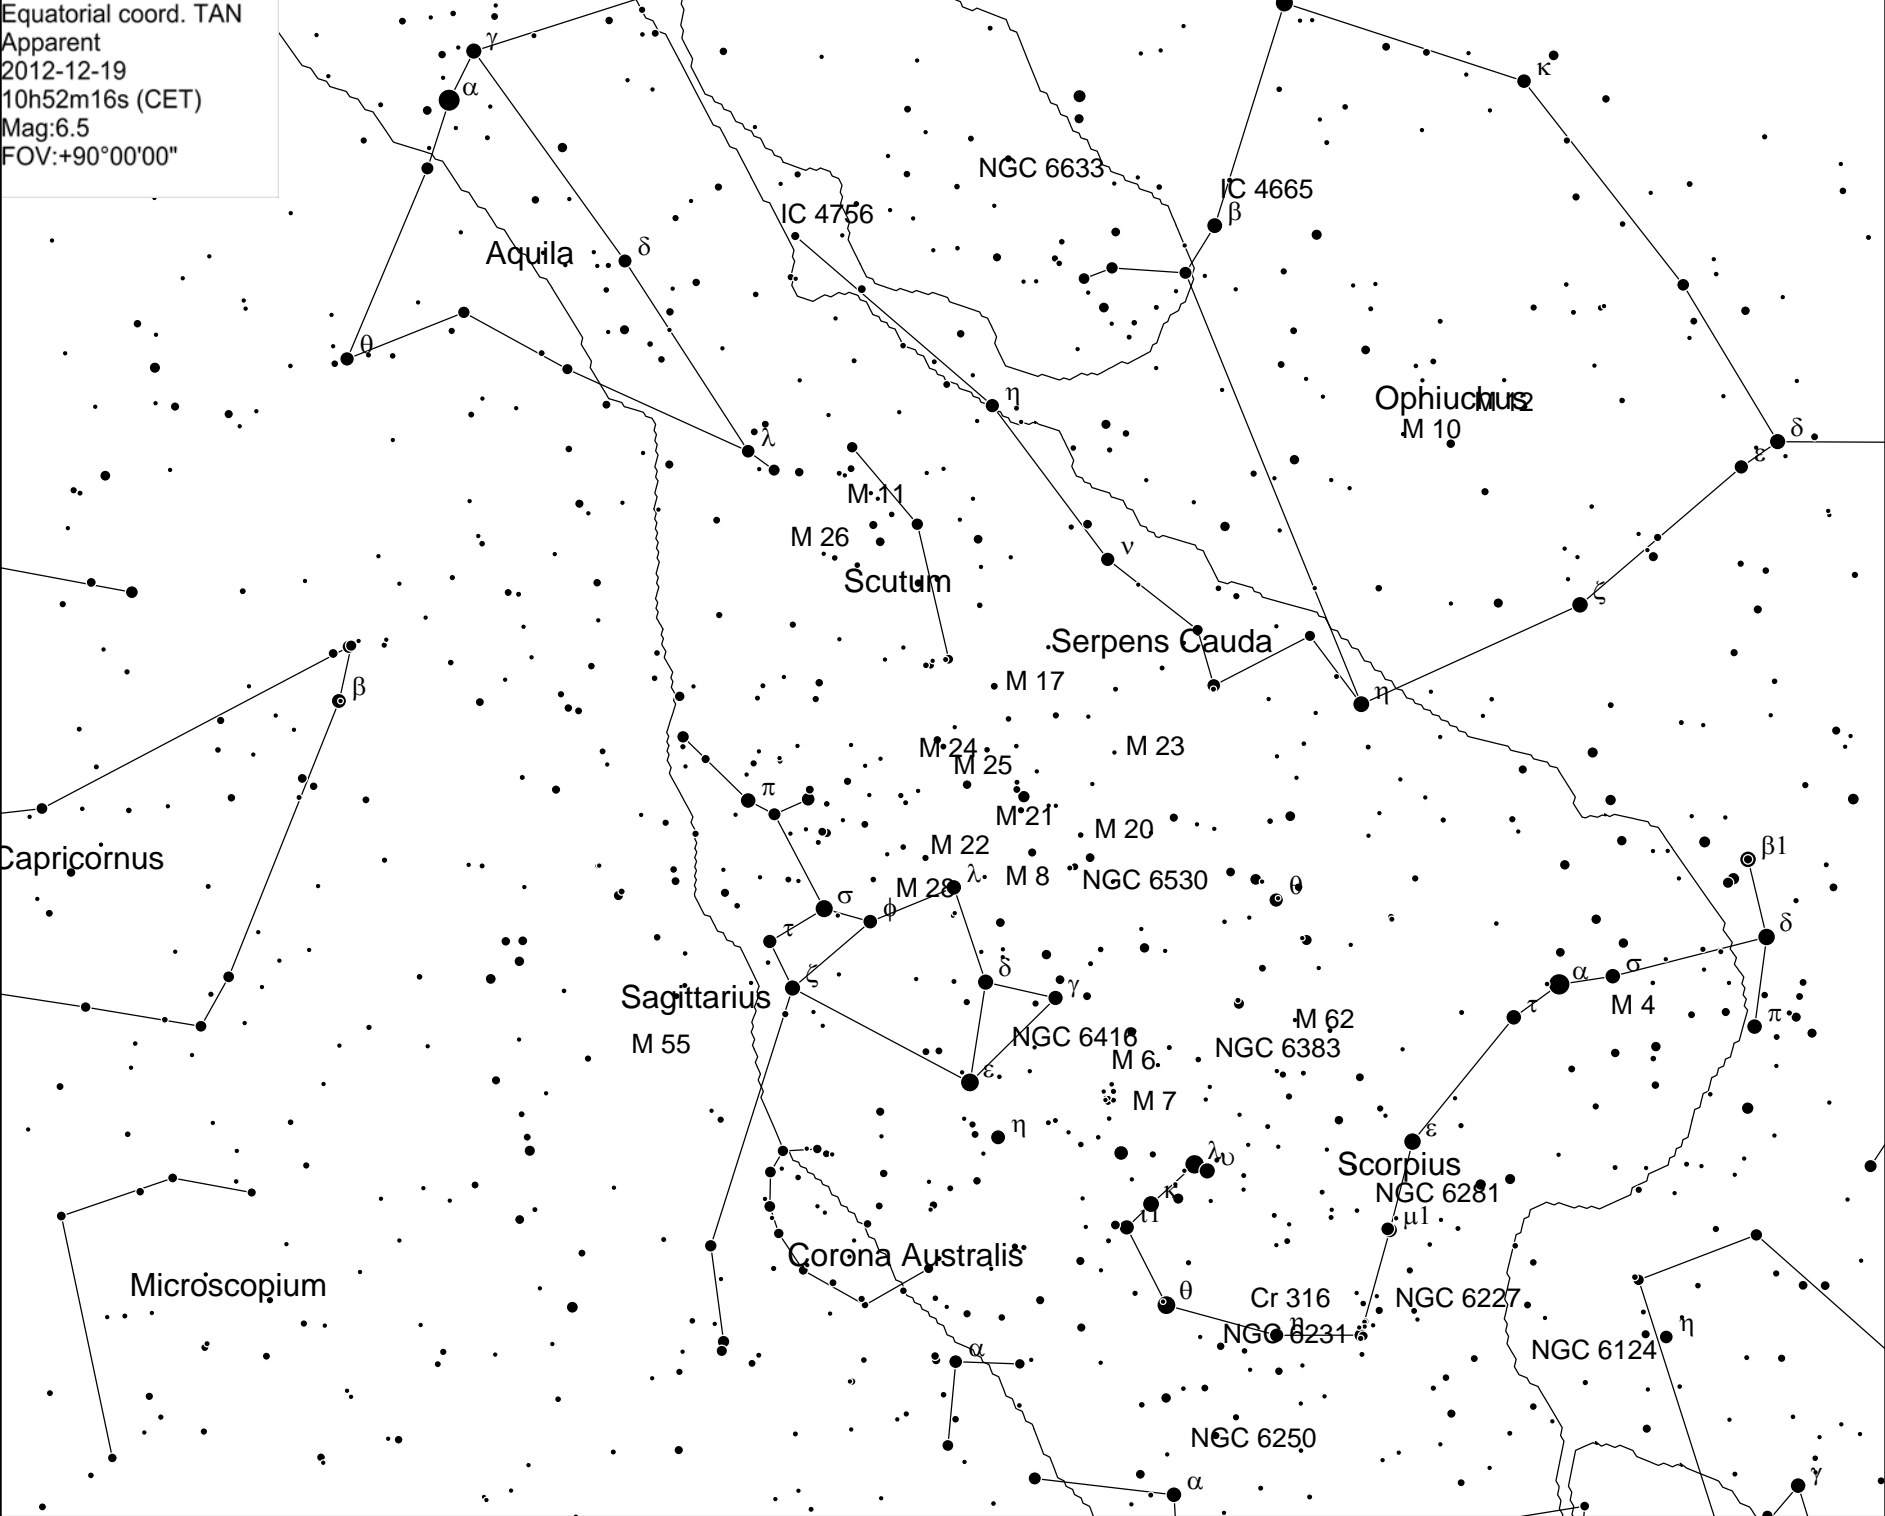 Equatorial coord. TAN
Apparent
2012-12-19
10h52m16s (CET)
Mag:6.5
FOV:+90°00'00"
γ
α
κ
NGC 6633
IC 4665
β
IC 4756
Aquila
δ
θ
η
Ophiuchus
M 12
M 10
δ
ε
λ
M 11
M 26
ν
Scutum
ζ
Serpens Cauda
M 17
β
η
M 24
M 23
M 25
π
M 21
M 20
M 22
β1
Capricornus
M 28
λ
M 8
NGC 6530
θ
σ
φ
τ
δ
ζ
δ
γ
α
σ
Sagittarius
M 4
τ
π
M 62
M 55
NGC 6416
NGC 6383
M 6
ε
M 7
η
ε
λ
υ
Scorpius
κ
NGC 6281
ι1
μ1
Corona Australis
Microscopium
θ
Cr 316
NGC 6227
η
NGC 6231
η
NGC 6124
α
NGC 6250
α
γ